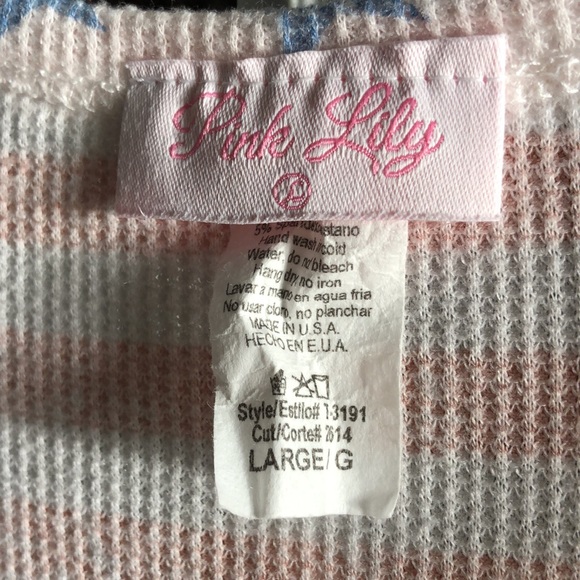 Pink Lily
5% Spandex/Elastano
Hand wash cold
Water, do not bleach
Hang dry, no iron
Lavar a mano en agua fria
No usar cloro, no planchar
MADE IN U.S.A.
HECHO EN E.U.A.
Style/Estilo# T-3191
Cut/Corte# 2614
LARGE/ G